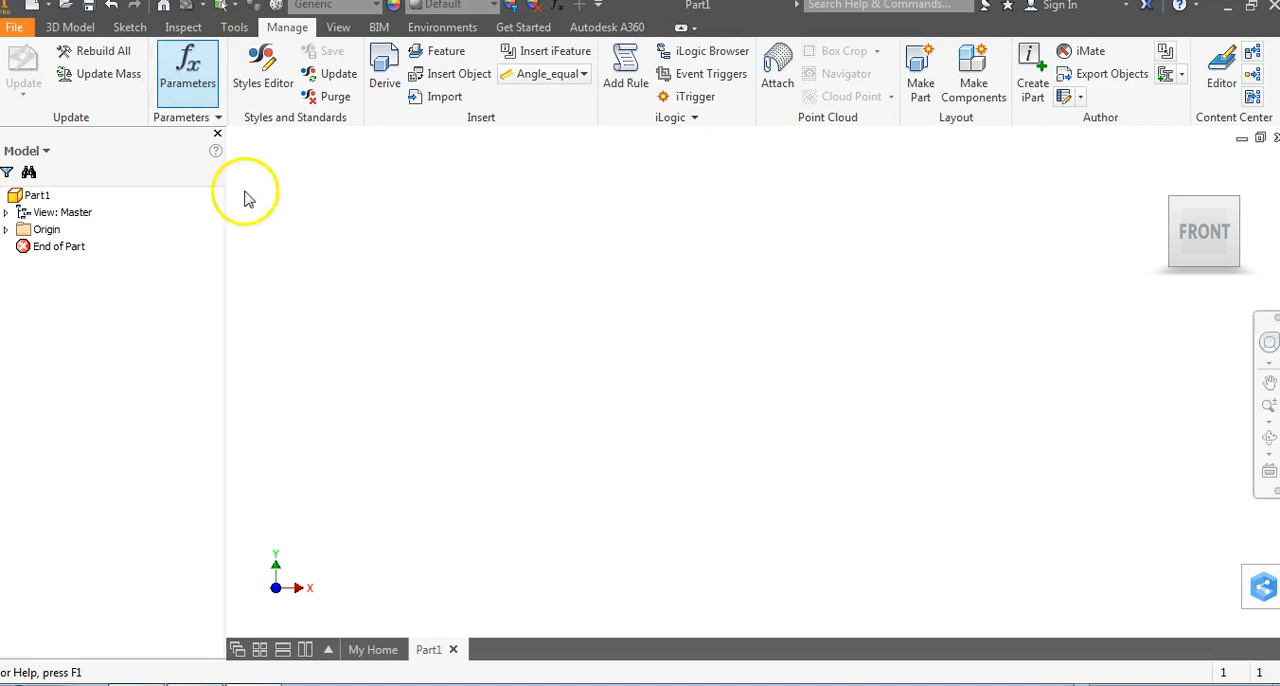 Generic Default fx Part1 Search Help & Commands... Sign In
File 3D Model Sketch Inspect Tools Manage View BIM Environments Get Started Autodesk A360
PRO
Update
Rebuild All
Update Mass
Update
fx
Parameters
Parameters
Styles Editor
Save
Update
Purge
Styles and Standards
Derive
Feature
Insert Object
Import
Insert iFeature
Angle_equal
Insert
Add Rule
iLogic Browser
Event Triggers
iTrigger
iLogic
Attach
Box Crop
Navigator
Cloud Point
Point Cloud
Make
Part
Make
Components
Layout
Create
iPart
iMate
Export Objects
Author
Editor
Content Center
Model
Part1
View: Master
Origin
End of Part
FRONT
Y
X
My Home Part1
or Help, press F1
1 1